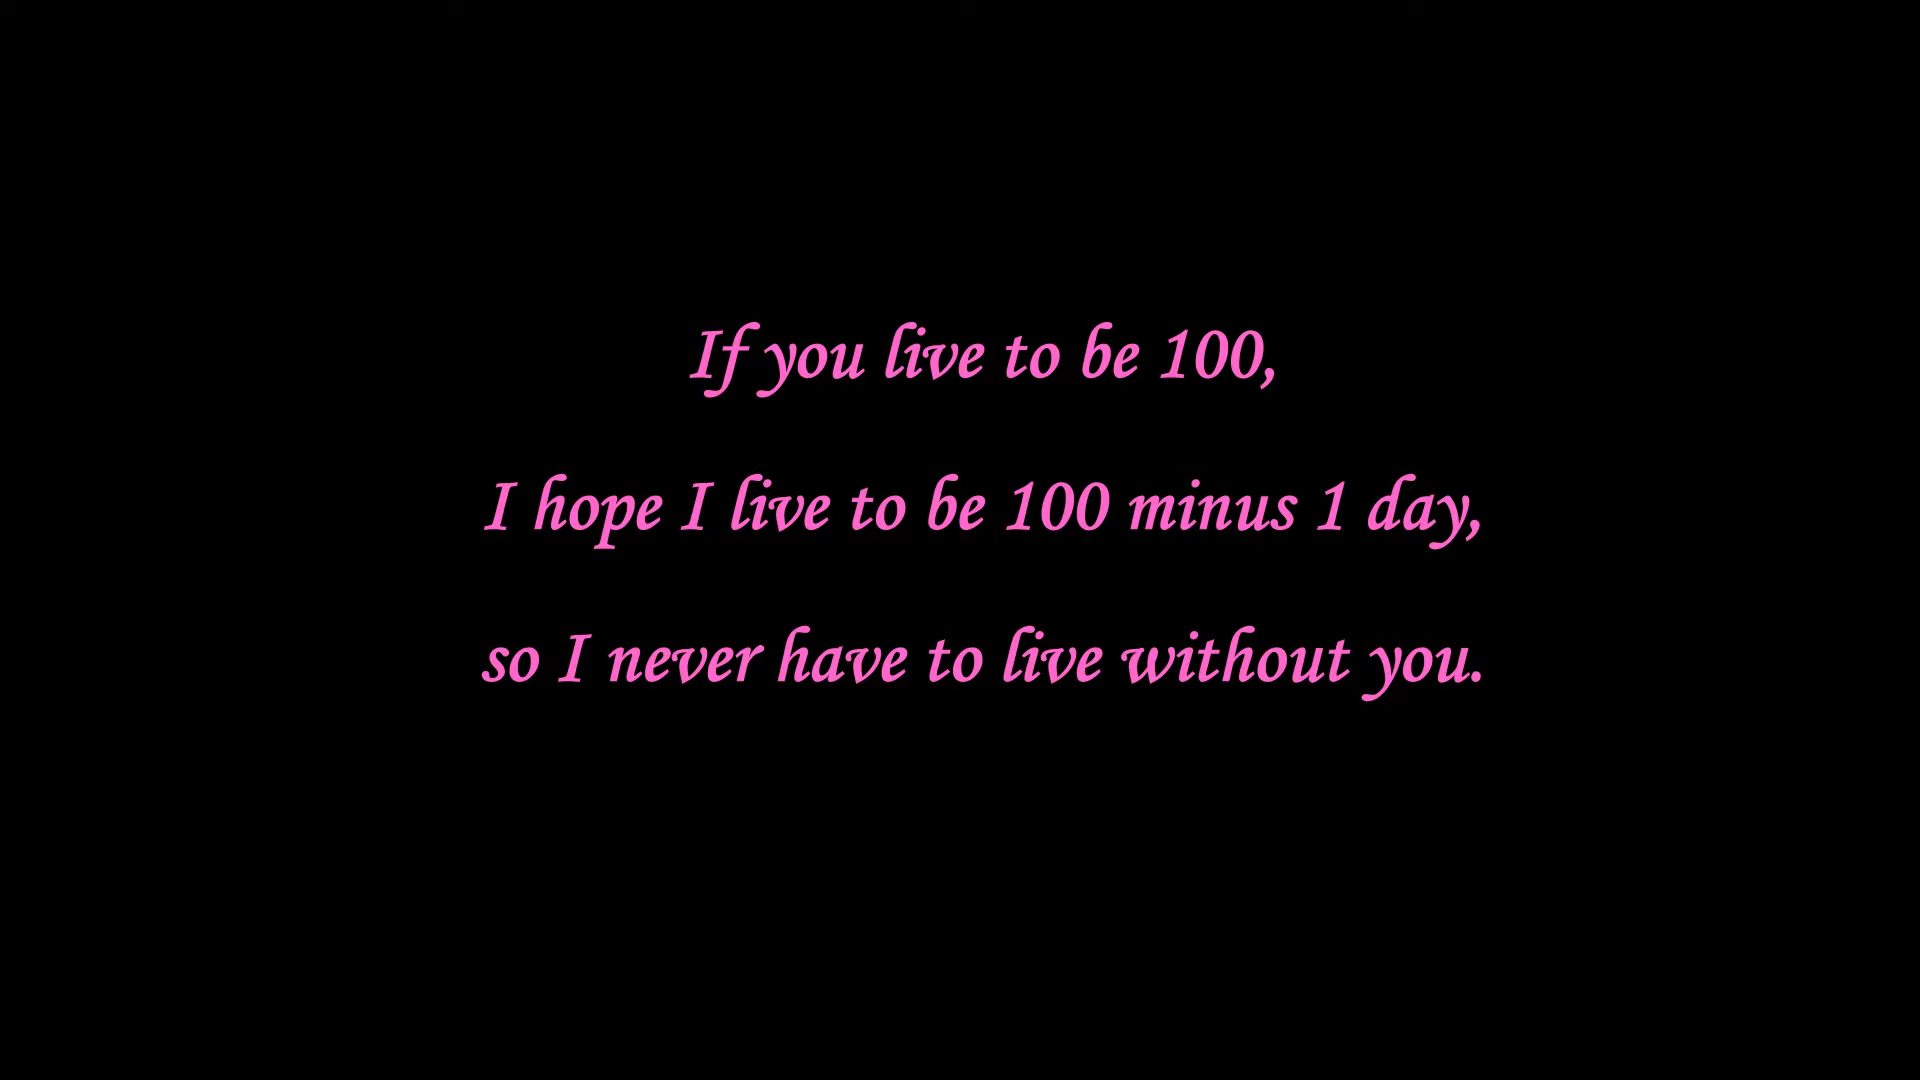 If you live to be 100,
I hope I live to be 100 minus 1 day,
so I never have to live without you.